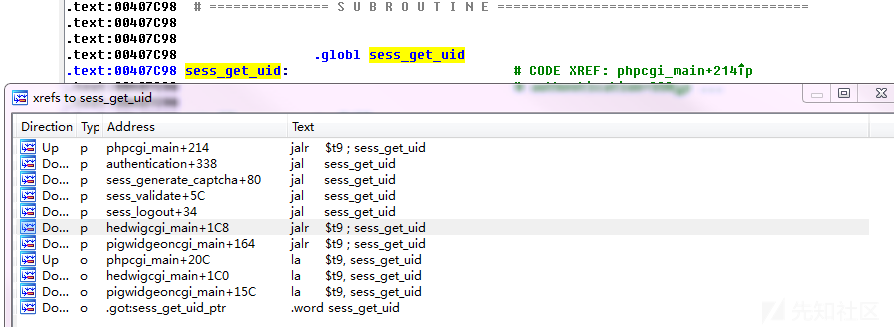 .text:00407C98 # =============== S U B R O U T I N E =======================================
.text:00407C98
.text:00407C98
.text:00407C98 .globl sess_get_uid
.text:00407C98 sess_get_uid: # CODE XREF: phpcgi_main+214↑p
xrefs to sess_get_uid
Direction Typ Address Text
Up p phpcgi_main+214 jalr $t9 ; sess_get_uid
Do... p authentication+338 jal sess_get_uid
Do... p sess_generate_captcha+80 jal sess_get_uid
Do... p sess_validate+5C jal sess_get_uid
Do... p sess_logout+34 jal sess_get_uid
Do... p hedwigcgi_main+1C8 jalr $t9 ; sess_get_uid
Do... p pigwidgeoncgi_main+164 jalr $t9 ; sess_get_uid
Up o phpcgi_main+20C la $t9, sess_get_uid
Do... o hedwigcgi_main+1C0 la $t9, sess_get_uid
Do... o pigwidgeoncgi_main+15C la $t9, sess_get_uid
Do... o .got:sess_get_uid_ptr .word sess_get_uid
先知社区